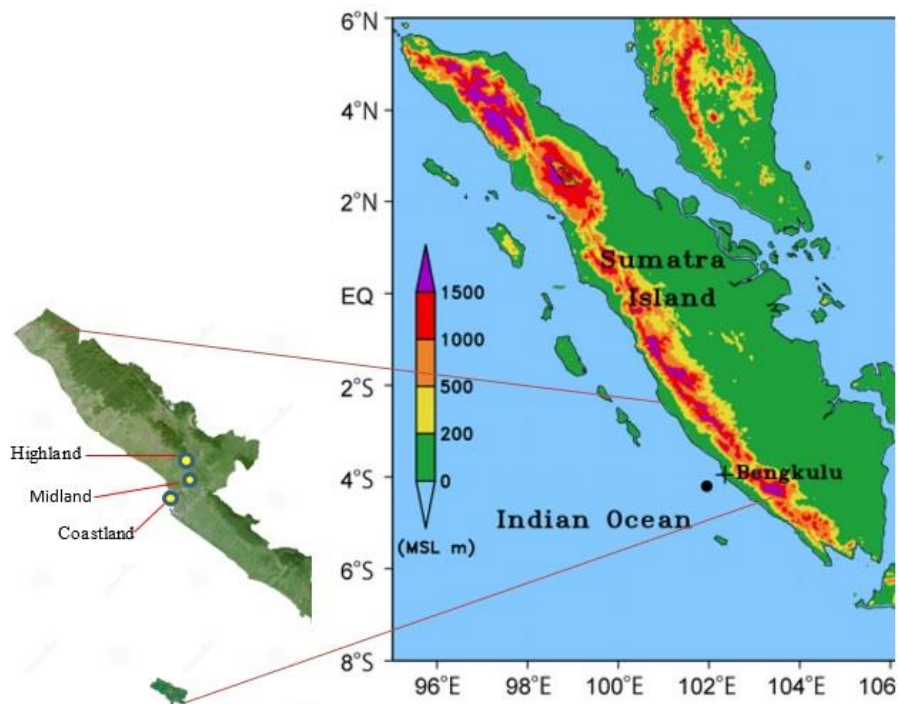 6°N
4°N
2°N
EQ
2°S
4°S
6°S
8°S
96°E
98°E
100°E
102°E
104°E
106°E
Sumatra
Island
1500
1000
500
200
0
(MSL m)
Bengkulu
Indian Ocean
Highland
Midland
Coastland